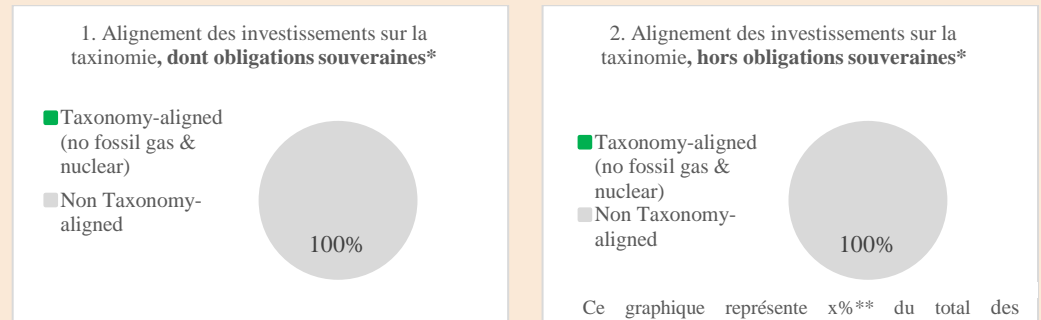 1. Alignement des investissements sur la
taxinomie, dont obligations souveraines*
Taxonomy-aligned
(no fossil gas &
nuclear)
Non Taxonomy-
aligned
100%
2. Alignement des investissements sur la
taxinomie, hors obligations souveraines*
Taxonomy-aligned
(no fossil gas &
nuclear)
Non Taxonomy-
aligned
100%
Ce graphique représente x%** du total des